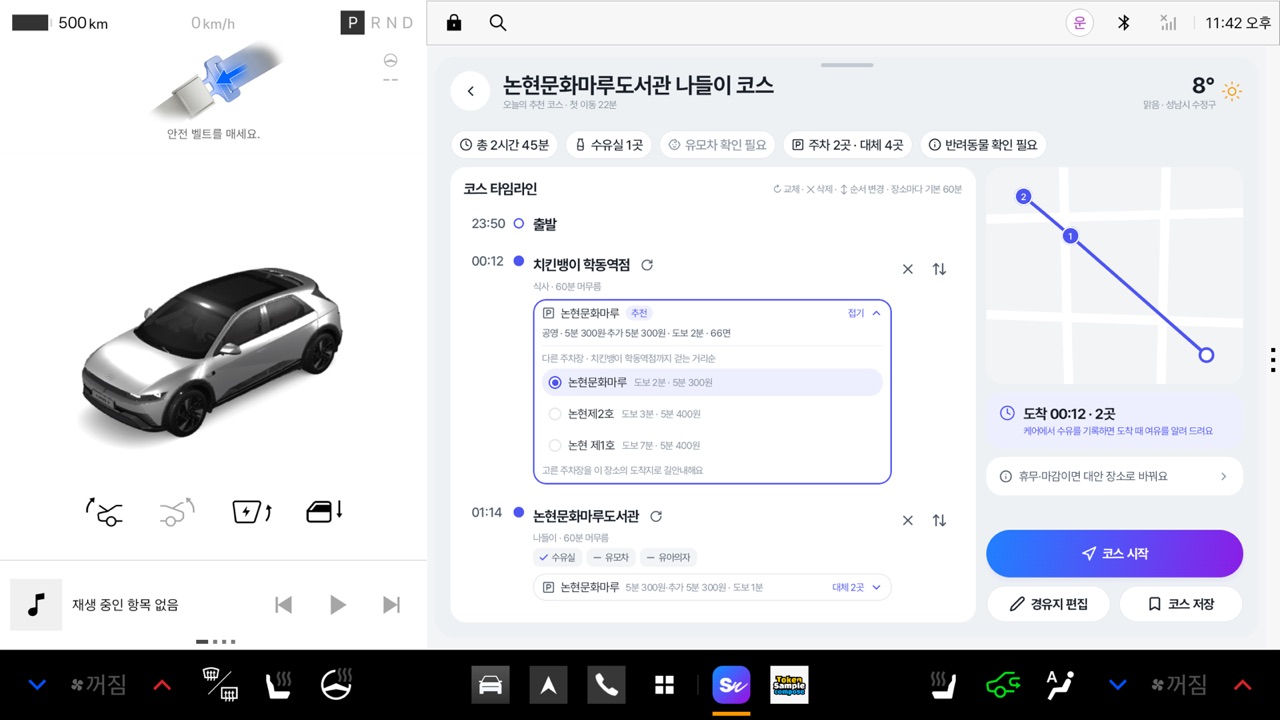 500 km
0 km/h
P R N D
안전 벨트를 매세요.
재생 중인 항목 없음
운
11:42 오후
논현문화마루도서관 나들이 코스
오늘의 추천 코스 · 첫 이동 22분
8°
맑음 · 성남시 수정구
총 2시간 45분
수유실 1곳
유모차 확인 필요
주차 2곳 · 대체 4곳
반려동물 확인 필요
코스 타임라인
교체 · 삭제 · 순서 변경 · 장소마다 기본 60분
23:50 출발
00:12 치킨뱅이 학동역점
식사 · 60분 머무름
P 논현문화마루 추천 접기
공영 · 5분 300원·추가 5분 300원 · 도보 2분 · 66면
다른 주차장 · 치킨뱅이 학동역점까지 걷는 거리순
논현문화마루 도보 2분 · 5분 300원
논현제2호 도보 3분 · 5분 400원
논현 제1호 도보 7분 · 5분 400원
고른 주차장을 이 장소의 도착지로 길안내해요
01:14 논현문화마루도서관
나들이 · 60분 머무름
수유실 유모차 유아의자
P 논현문화마루 5분 300원·추가 5분 300원 · 도보 1분 대체 2곳
2
1
도착 00:12 · 2곳
케어에서 수유를 기록하면 도착 때 여유를 알려 드려요
휴무·마감이면 대안 장소로 바꿔요
코스 시작
경유지 편집
코스 저장
꺼짐
Token
Sample
compose
A
꺼짐